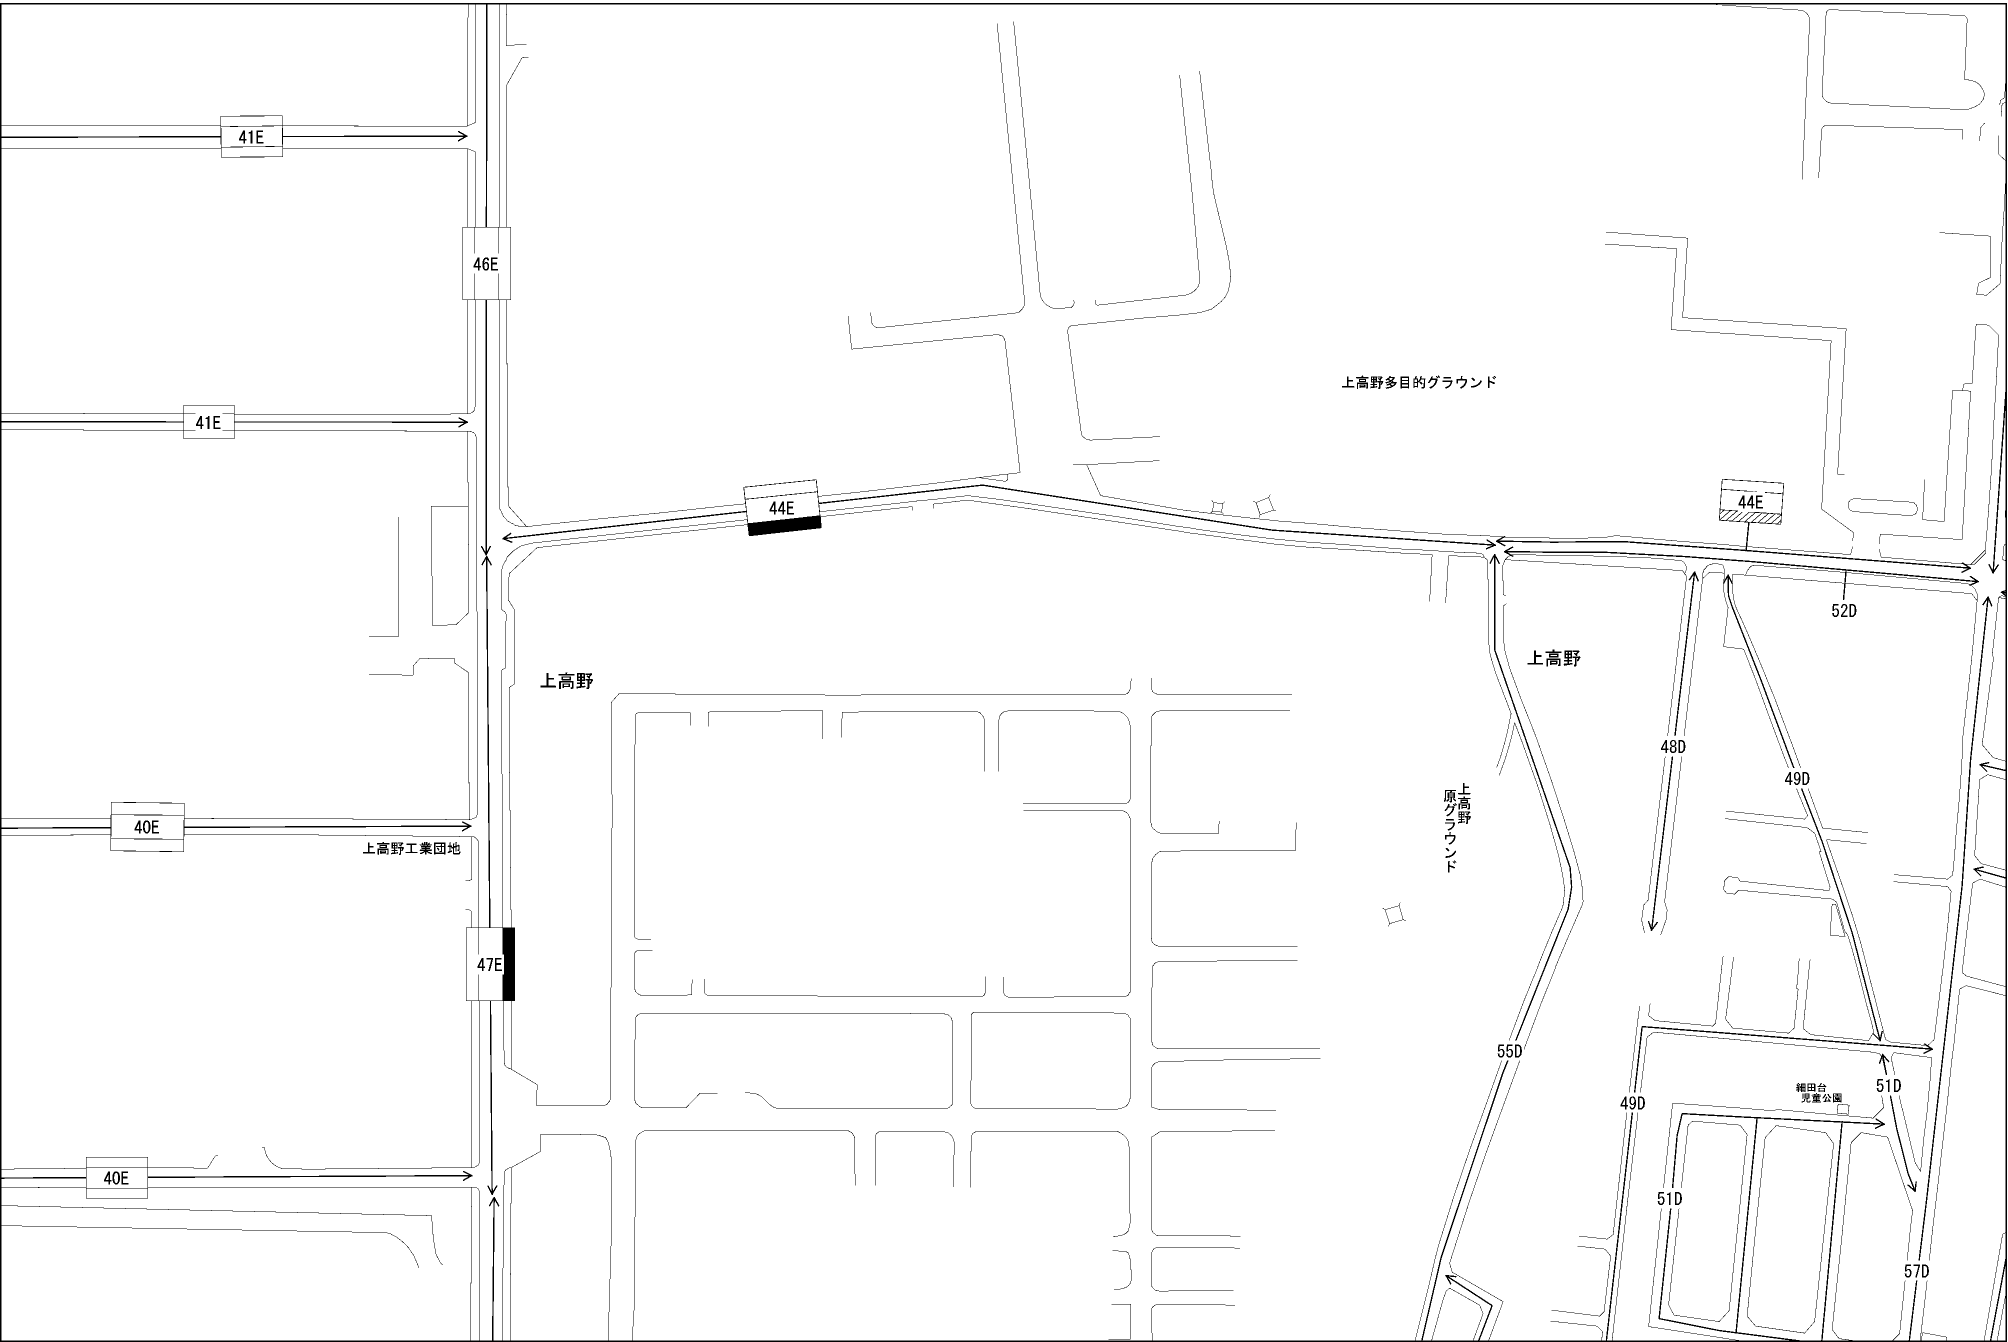 41E
46E
上高野多目的グラウンド
41E
44E
44E
52D
上高野
上高野
48D
49D
上高野
原グラウンド
40E
上高野工業団地
47E
55D
細田台
児童公園
51D
49D
40E
51D
57D